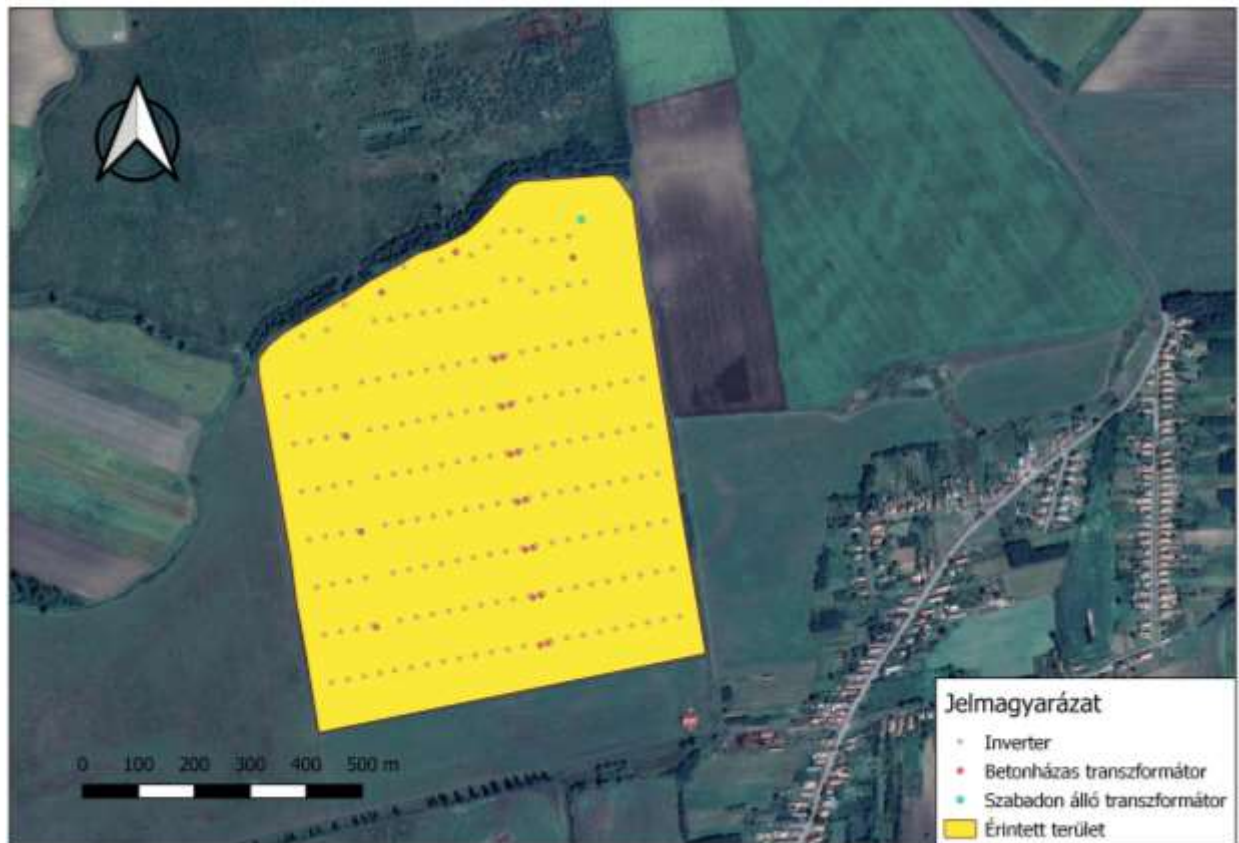 0 100 200 300 400 500 m
Jelmagyarázat
Inverter
Betonházas transzformátor
Szabadon álló transzformátor
Érintett terület